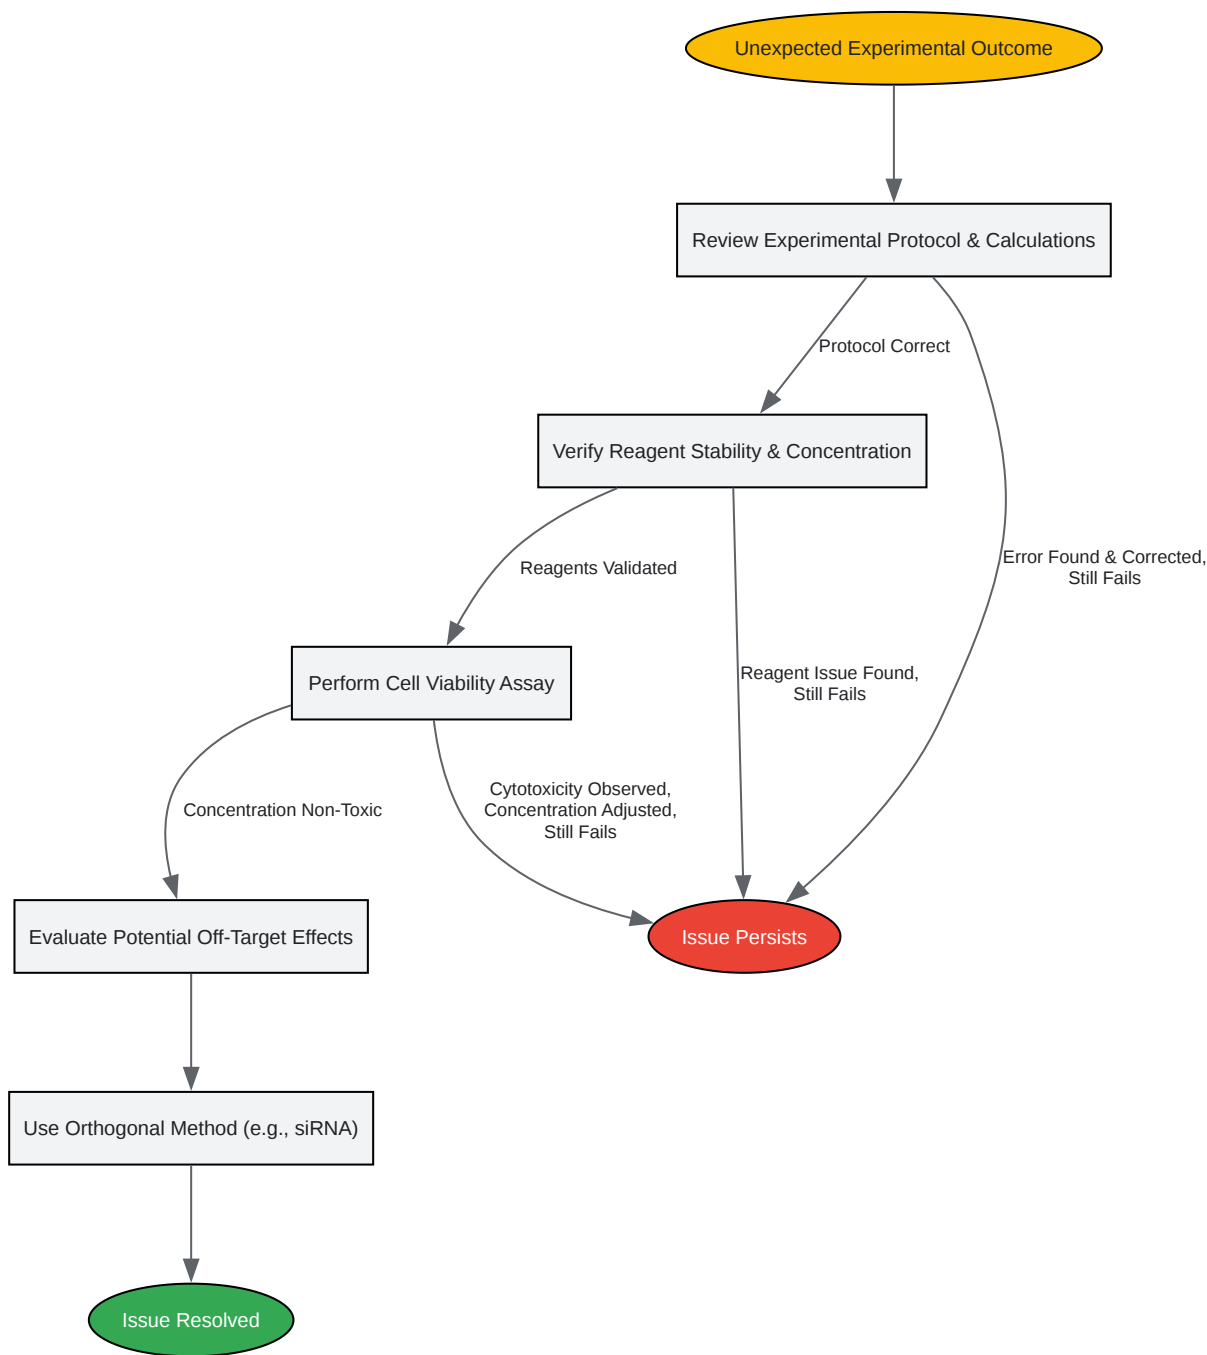 Unexpected Experimental Outcome
Review Experimental Protocol & Calculations
Protocol Correct
Verify Reagent Stability & Concentration
Error Found & Corrected,
Still Fails
Reagents Validated
Reagent Issue Found,
Still Fails
Perform Cell Viability Assay
Cytotoxicity Observed,
Concentration Adjusted,
Still Fails
Concentration Non-Toxic
Evaluate Potential Off-Target Effects
Issue Persists
Use Orthogonal Method (e.g., siRNA)
Issue Resolved